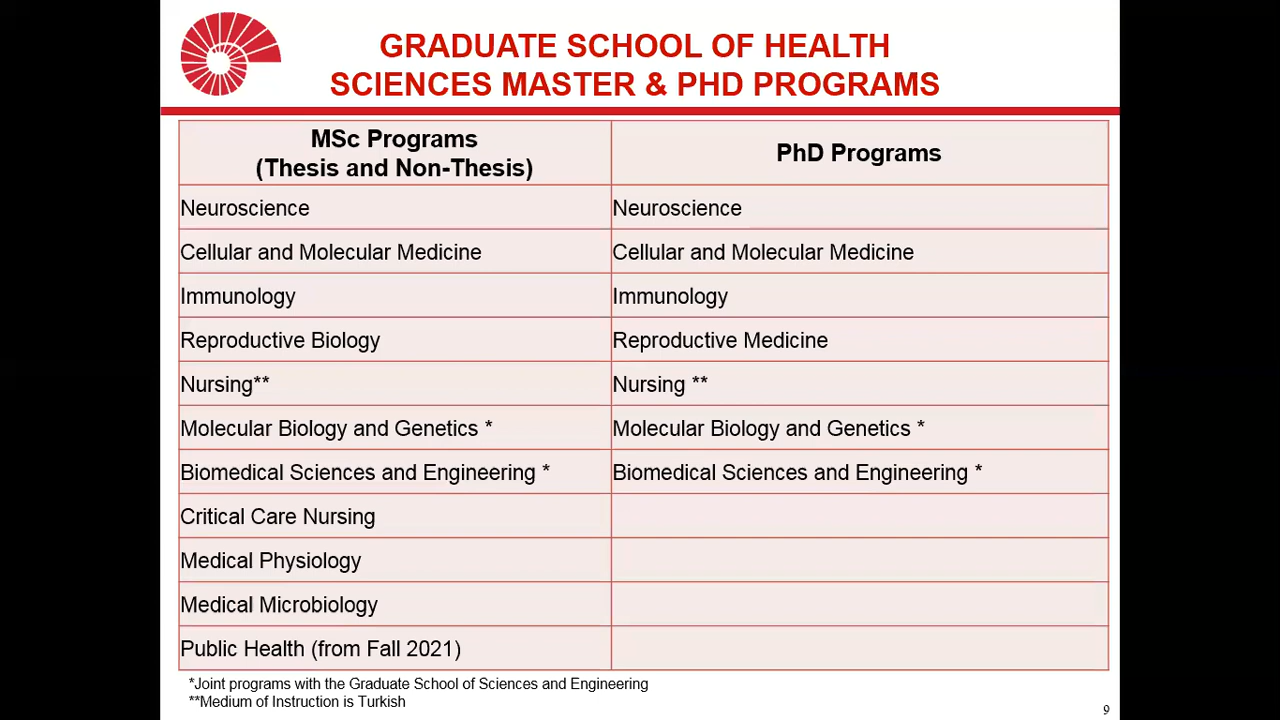 GRADUATE SCHOOL OF HEALTH
SCIENCES MASTER & PHD PROGRAMS
MSc Programs
(Thesis and Non-Thesis)
PhD Programs
Neuroscience
Neuroscience
Cellular and Molecular Medicine
Cellular and Molecular Medicine
Immunology
Immunology
Reproductive Biology
Reproductive Medicine
Nursing**
Nursing **
Molecular Biology and Genetics *
Molecular Biology and Genetics *
Biomedical Sciences and Engineering *
Biomedical Sciences and Engineering *
Critical Care Nursing
Medical Physiology
Medical Microbiology
Public Health (from Fall 2021)
*Joint programs with the Graduate School of Sciences and Engineering
**Medium of Instruction is Turkish
9